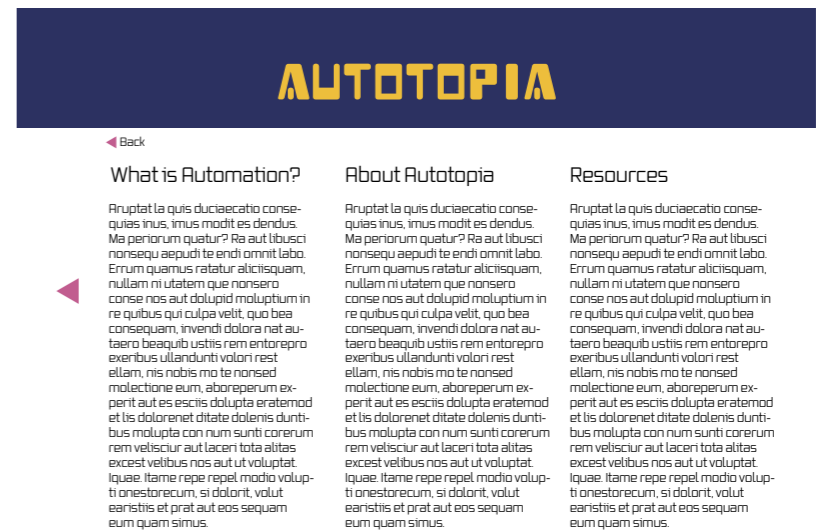 AUTOTOPIA
Back
What is Automation?
Aruptat la quis duciaecatio conse-
quias inus, imus modit es dendus.
Ma periorum quatur? Ra aut libusci
nonsequ aepudi te endi omnit labo.
Errum quamus ratatur aliciisquam,
nullam ni utatem que nonsero
conse nos aut dolupid moluptium in
re quibus qui culpa velit, quo bea
consequam, invendi dolora nat au-
taero beaquib ustiis rem entorepro
exeribus ullandunti volori rest
ellam, nis nobis mo te nonsed
molectione eum, aboreperum ex-
perit aut es esciis dolupta eratemod
et lis dolorenet ditate dolenis dunti-
bus molupta con num sunti corerum
rem velisciur aut laceri tota alitas
excest velibus nos aut ut voluptat.
Iquae. Itame repe repel modio volup-
ti onestorecum, si dolorit, volut
earistiis et prat aut eos sequam
eum quam simus.
About Autotopia
Aruptat la quis duciaecatio conse-
quias inus, imus modit es dendus.
Ma periorum quatur? Ra aut libusci
nonsequ aepudi te endi omnit labo.
Errum quamus ratatur aliciisquam,
nullam ni utatem que nonsero
conse nos aut dolupid moluptium in
re quibus qui culpa velit, quo bea
consequam, invendi dolora nat au-
taero beaquib ustiis rem entorepro
exeribus ullandunti volori rest
ellam, nis nobis mo te nonsed
molectione eum, aboreperum ex-
perit aut es esciis dolupta eratemod
et lis dolorenet ditate dolenis dunti-
bus molupta con num sunti corerum
rem velisciur aut laceri tota alitas
excest velibus nos aut ut voluptat.
Iquae. Itame repe repel modio volup-
ti onestorecum, si dolorit, volut
earistiis et prat aut eos sequam
eum quam simus.
Resources
Aruptat la quis duciaecatio conse-
quias inus, imus modit es dendus.
Ma periorum quatur? Ra aut libusci
nonsequ aepudi te endi omnit labo.
Errum quamus ratatur aliciisquam,
nullam ni utatem que nonsero
conse nos aut dolupid moluptium in
re quibus qui culpa velit, quo bea
consequam, invendi dolora nat au-
taero beaquib ustiis rem entorepro
exeribus ullandunti volori rest
ellam, nis nobis mo te nonsed
molectione eum, aboreperum ex-
perit aut es esciis dolupta eratemod
et lis dolorenet ditate dolenis dunti-
bus molupta con num sunti corerum
rem velisciur aut laceri tota alitas
excest velibus nos aut ut voluptat.
Iquae. Itame repe repel modio volup-
ti onestorecum, si dolorit, volut
earistiis et prat aut eos sequam
eum quam simus.